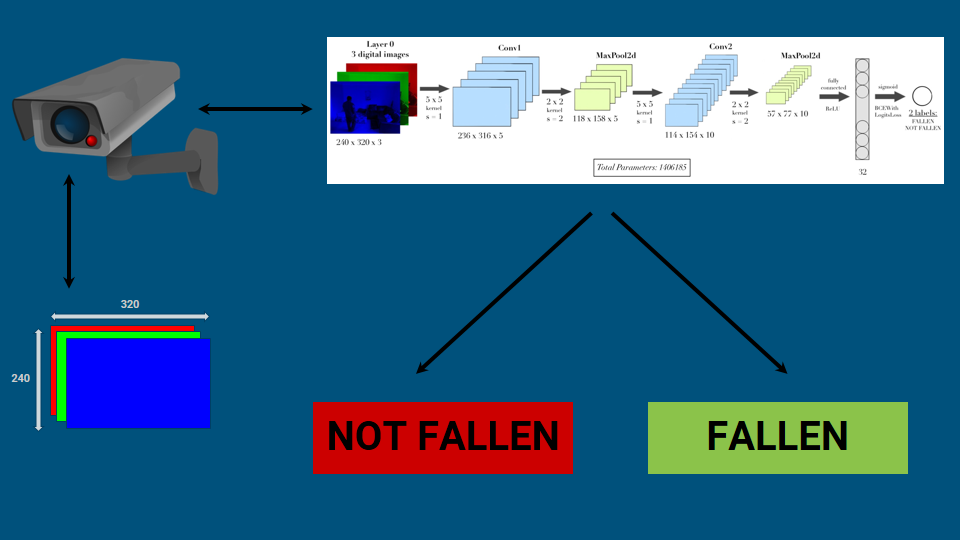 Layer 0
3 digital images
240 x 320 x 3
5 x 5
kernel
s = 1
Conv1
236 x 316 x 5
2 x 2
kernel
s = 2
MaxPool2d
118 x 158 x 5
5 x 5
kernel
s = 1
Conv2
114 x 154 x 10
2 x 2
kernel
s = 2
MaxPool2d
57 x 77 x 10
fully
connected
ReLU
32
sigmoid
BCEWith
LogitsLoss
2 labels:
FALLEN
NOT FALLEN
Total Parameters: 1406185
320
240
NOT FALLEN
FALLEN